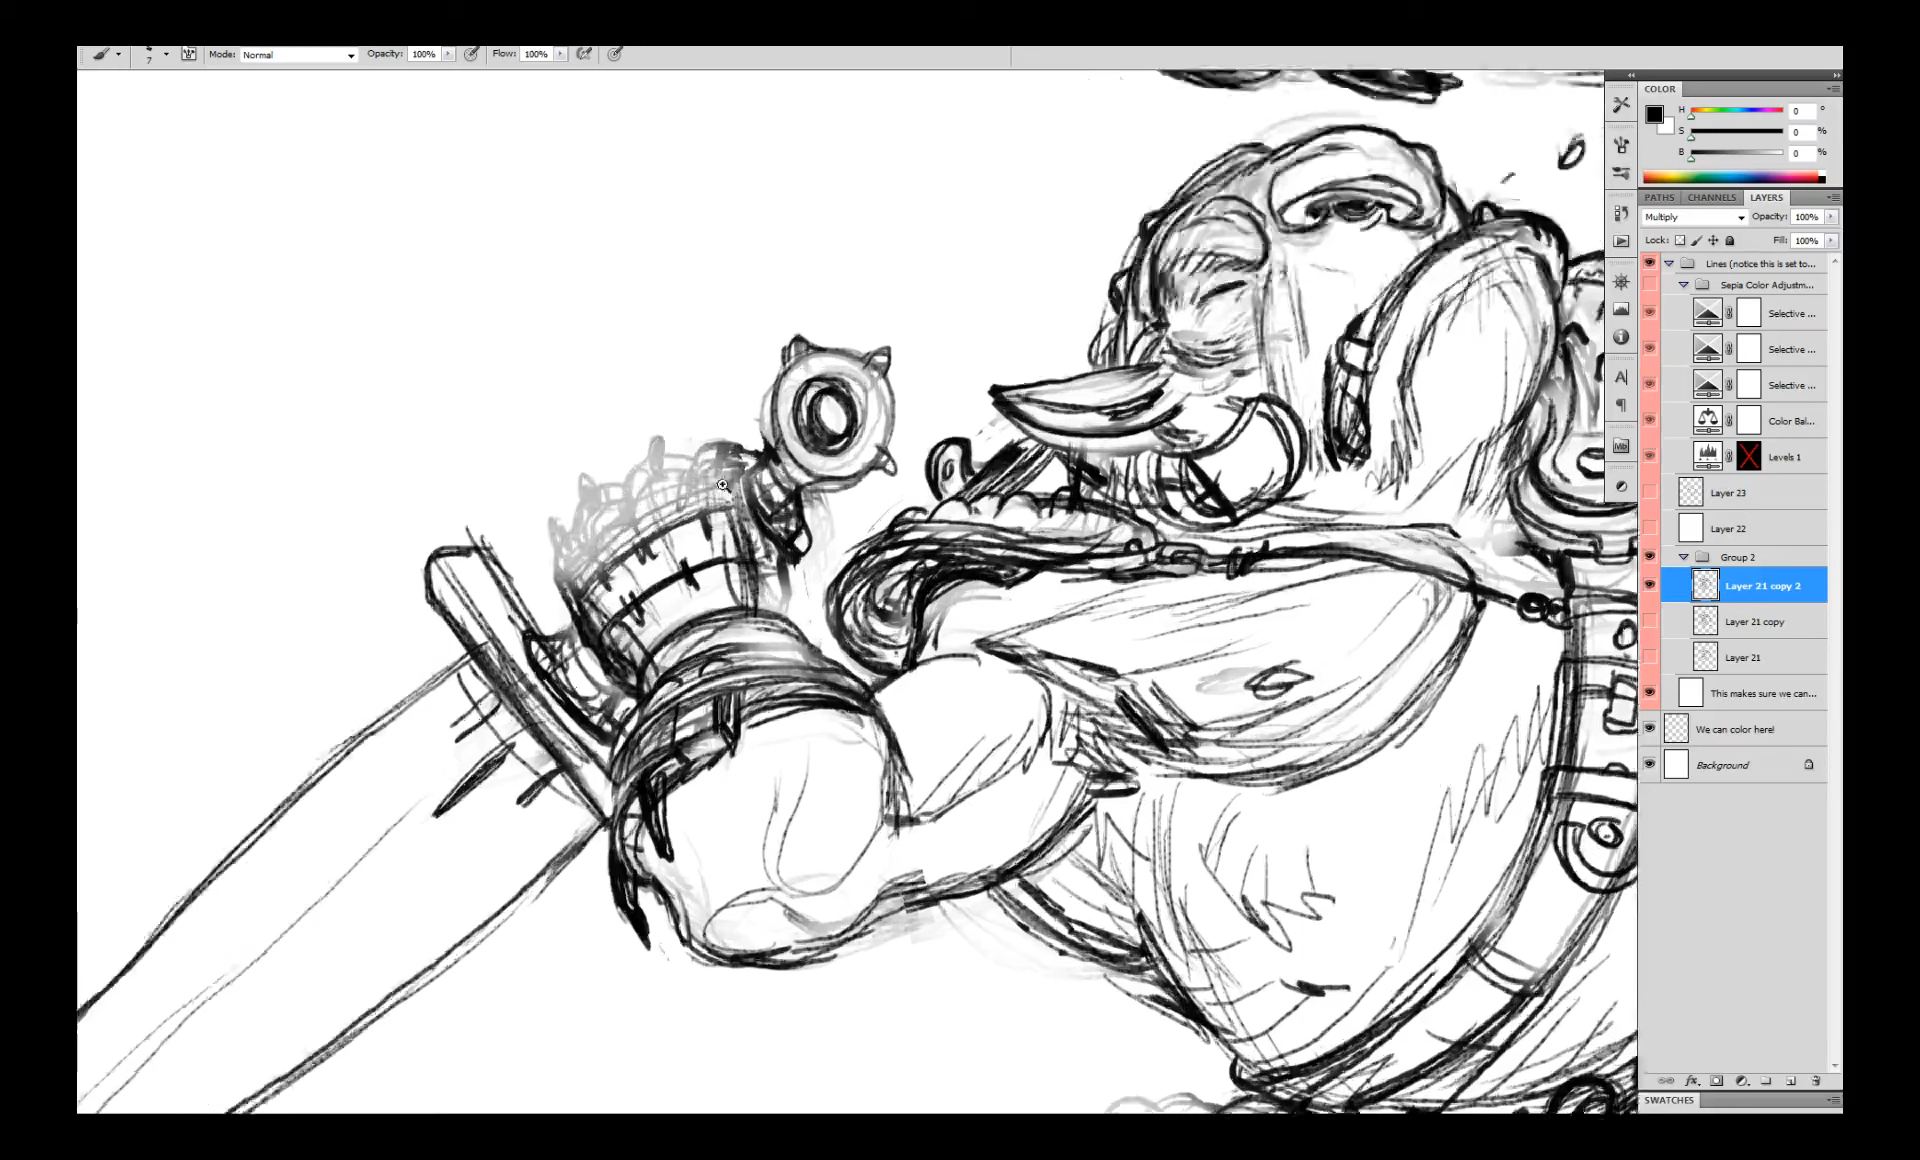 7 Mode: Normal Opacity: 100% Flow: 100%
COLOR
H 0 °
S 0 %
B 0 %
PATHS CHANNELS LAYERS
Multiply Opacity: 100%
Lock: Fill: 100%
Lines (notice this is set to...
Sepia Color Adjustm...
Selective ...
Selective ...
A Selective ...
¶
Color Bal...
Mb Levels 1
Layer 23
Layer 22
Group 2
Layer 21 copy 2
Layer 21 copy
Layer 21
This makes sure we can...
We can color here!
Background
fx.
SWATCHES